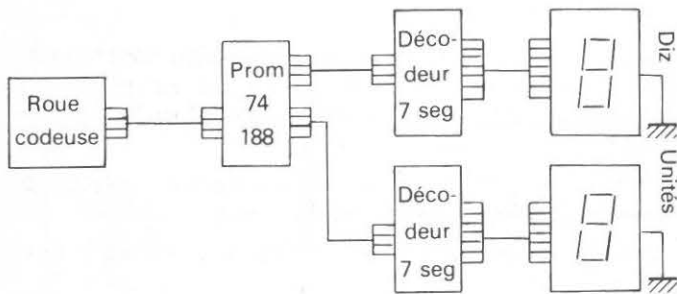 Roue
codeuse
Prom
74
188
Déco-
deur
7 seg
Diz
Déco-
deur
7 seg
Unités